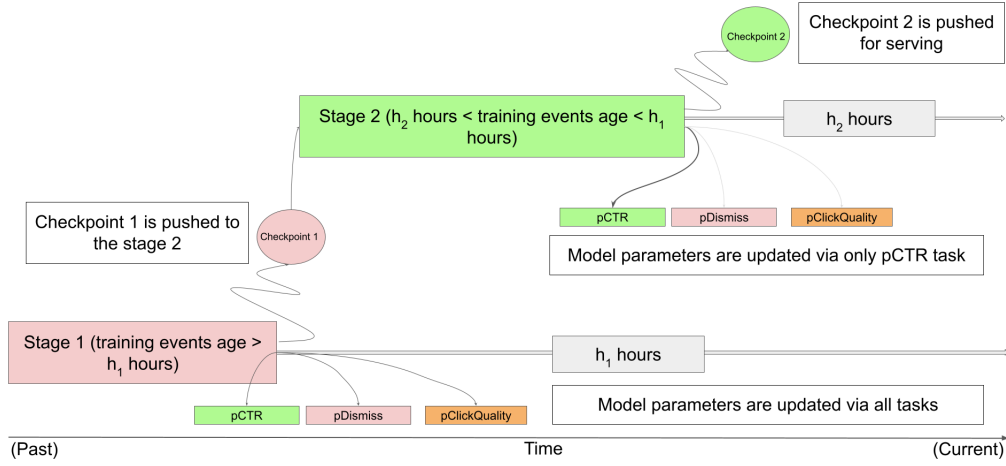 Checkpoint 2
Checkpoint 2 is pushed
for serving
Stage 2 (h2 hours < training events age < h1
hours)
h2 hours
Checkpoint 1 is pushed to
the stage 2
Checkpoint 1
pCTR
pDismiss
pClickQuality
Model parameters are updated via only pCTR task
Stage 1 (training events age >
h1 hours)
h1 hours
pCTR
pDismiss
pClickQuality
Model parameters are updated via all tasks
(Past)
Time
(Current)